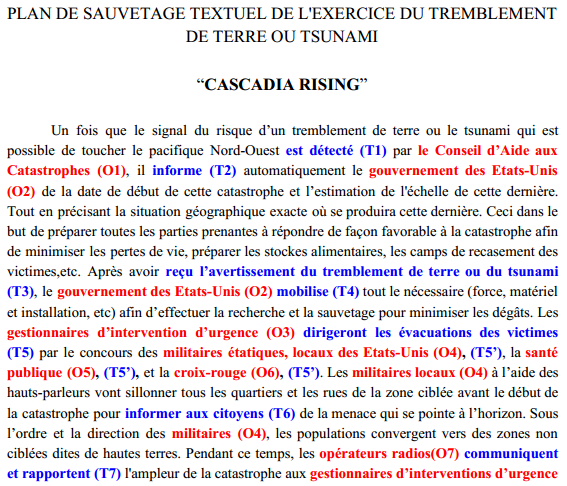 PLAN DE SAUVETAGE TEXTUEL DE L'EXERCICE DU TREMBLEMENT
DE TERRE OU TSUNAMI
“CASCADIA RISING”
Un fois que le signal du risque d’un tremblement de terre ou le tsunami qui est
possible de toucher le pacifique Nord-Ouest est détecté (T1) par le Conseil d’Aide aux
Catastrophes (O1), il informe (T2) automatiquement le gouvernement des Etats-Unis
(O2) de la date de début de cette catastrophe et l’estimation de l'échelle de cette dernière.
Tout en précisant la situation géographique exacte où se produira cette dernière. Ceci dans le
but de préparer toutes les parties prenantes à répondre de façon favorable à la catastrophe afin
de minimiser les pertes de vie, préparer les stockes alimentaires, les camps de recasement des
victimes,etc. Après avoir reçu l’avertissement du tremblement de terre ou du tsunami
(T3), le gouvernement des Etats-Unis (O2) mobilise (T4) tout le nécessaire (force, matériel
et installation, etc) afin d’effectuer la recherche et la sauvetage pour minimiser les dégâts. Les
gestionnaires d’intervention d’urgence (O3) dirigeront les évacuations des victimes
(T5) par le concours des militaires étatiques, locaux des Etats-Unis (O4), (T5’), la santé
publique (O5), (T5’), et la croix-rouge (O6), (T5’). Les militaires locaux (O4) à l’aide des
hauts-parleurs vont sillonner tous les quartiers et les rues de la zone ciblée avant le début de
la catastrophe pour informer aux citoyens (T6) de la menace qui se pointe à l’horizon. Sous
l’ordre et la direction des militaires (O4), les populations convergent vers des zones non
ciblées dites de hautes terres. Pendant ce temps, les opérateurs radios(O7) communiquent
et rapportent (T7) l'ampleur de la catastrophe aux gestionnaires d’interventions d’urgence